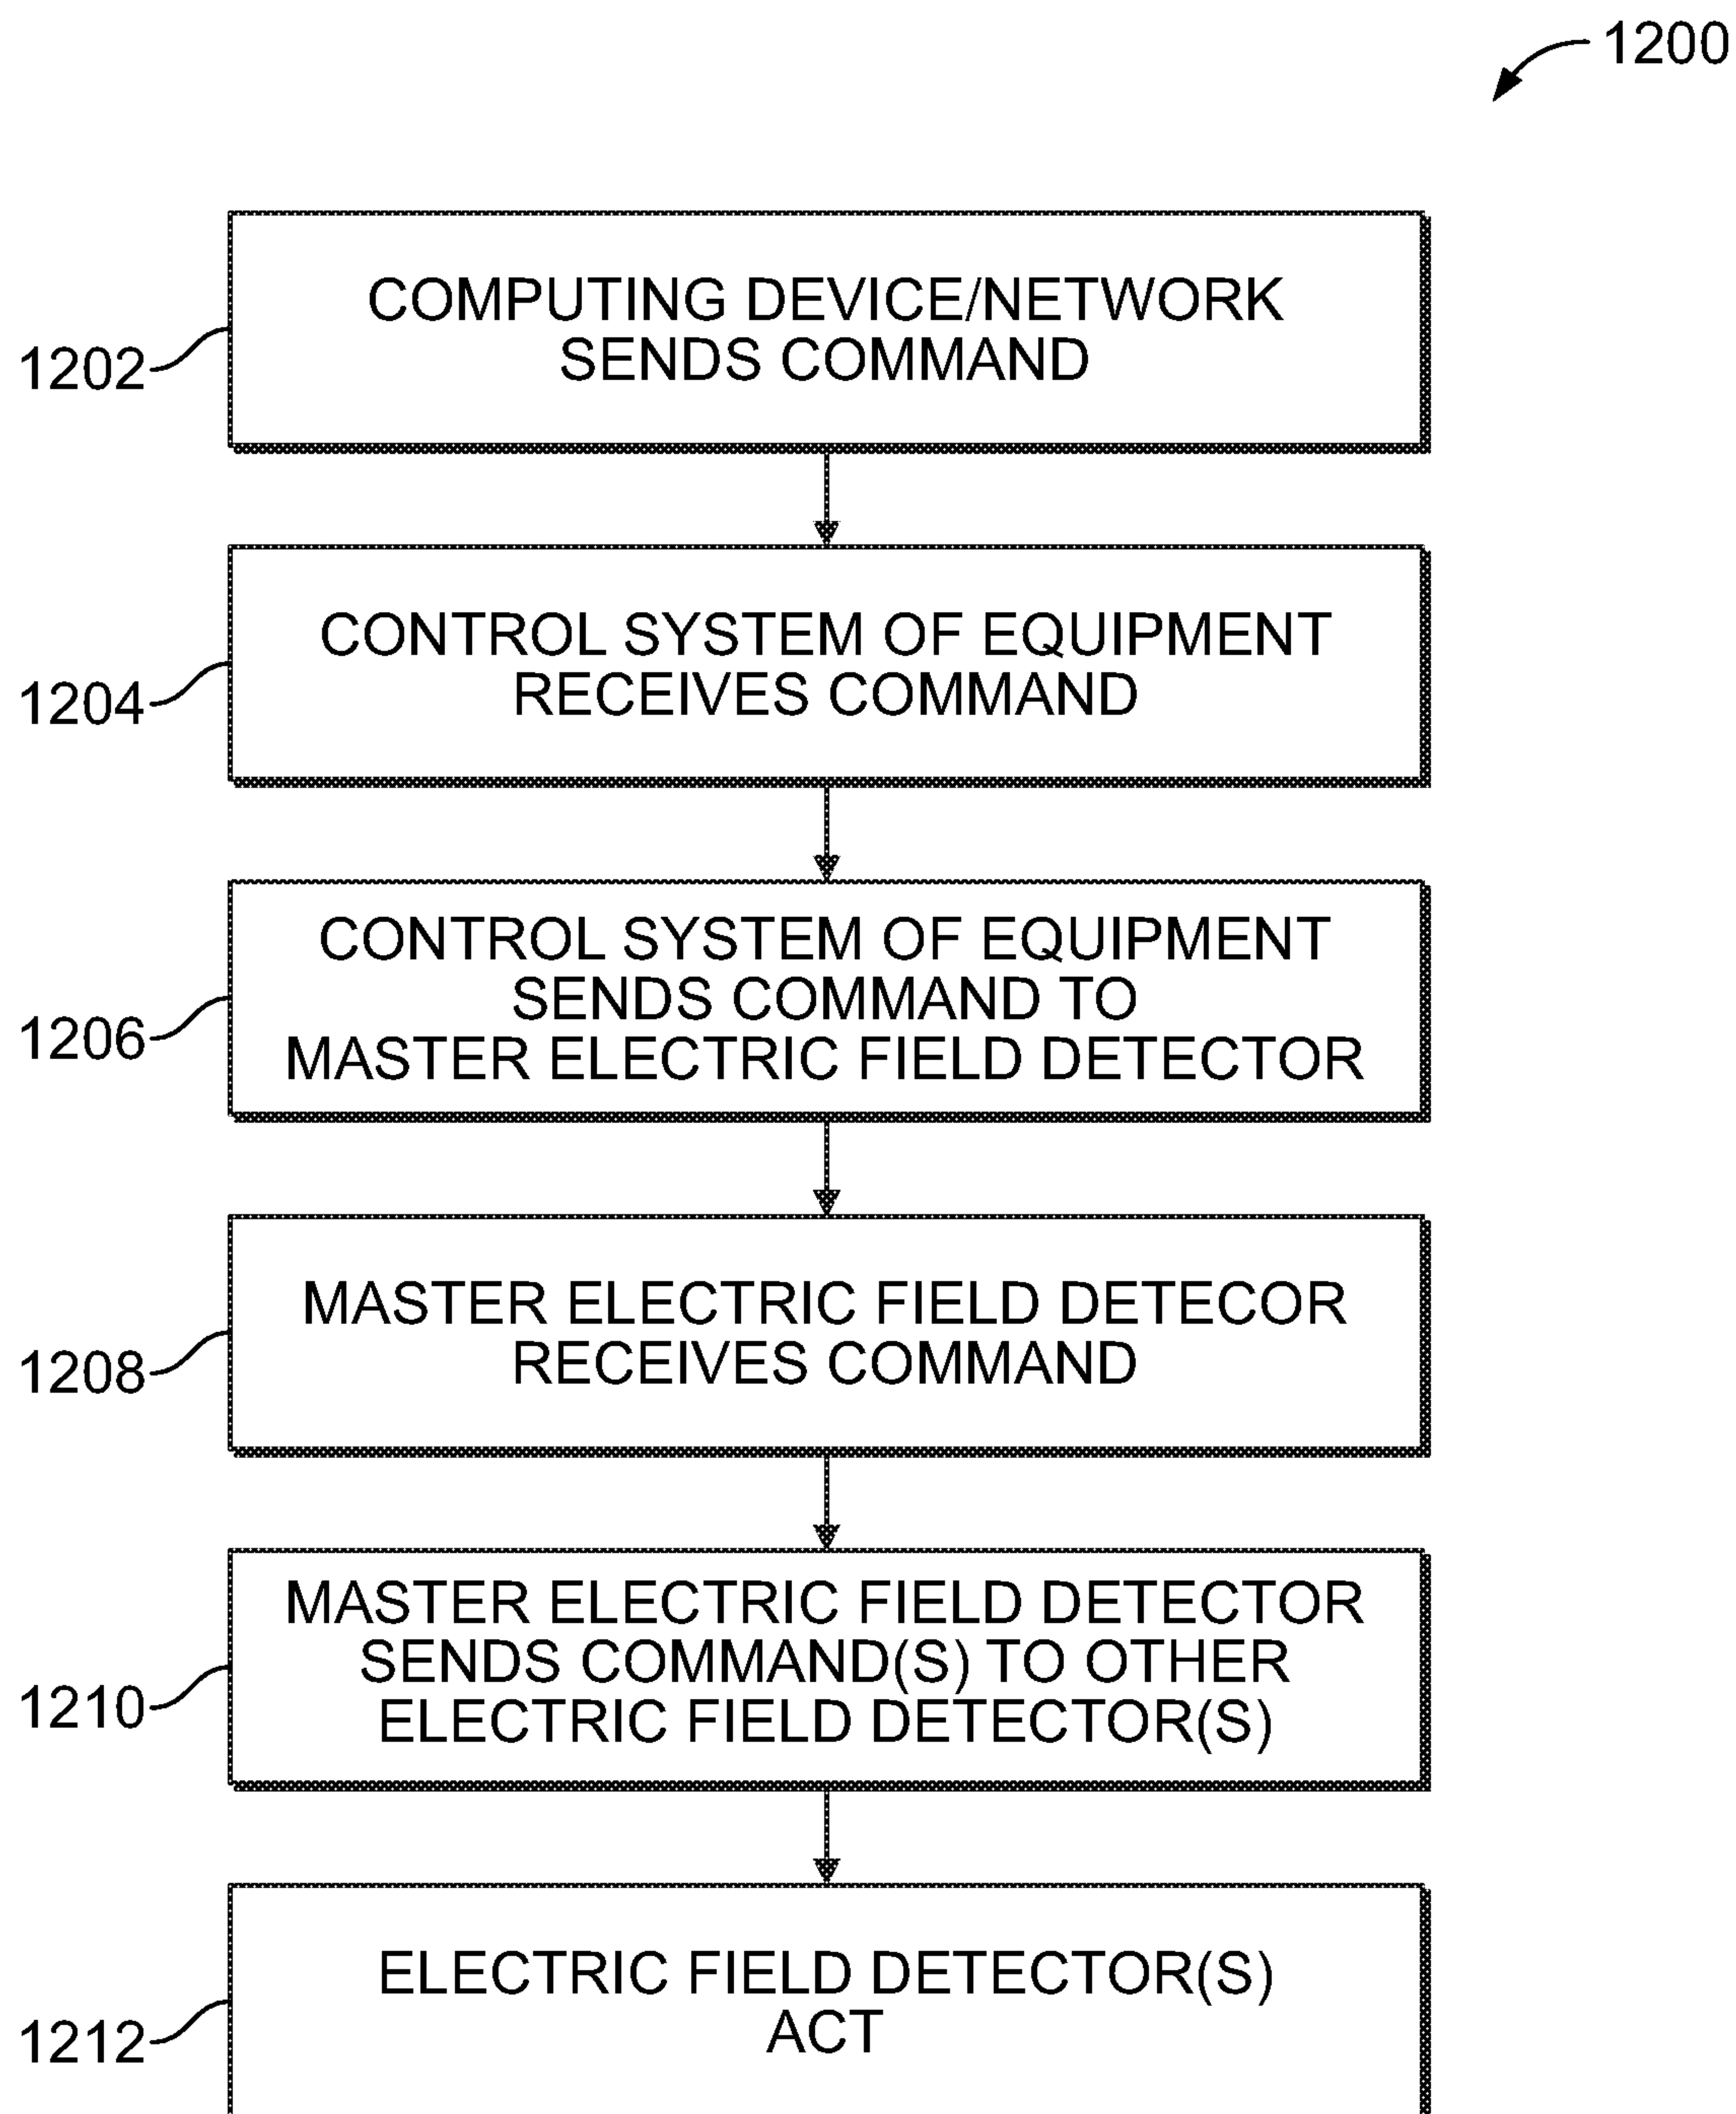 1200
1202
COMPUTING DEVICE/NETWORK
SENDS COMMAND
1204
CONTROL SYSTEM OF EQUIPMENT
RECEIVES COMMAND
1206
CONTROL SYSTEM OF EQUIPMENT
SENDS COMMAND TO
MASTER ELECTRIC FIELD DETECTOR
1208
MASTER ELECTRIC FIELD DETECOR
RECEIVES COMMAND
1210
MASTER ELECTRIC FIELD DETECTOR
SENDS COMMAND(S) TO OTHER
ELECTRIC FIELD DETECTOR(S)
1212
ELECTRIC FIELD DETECTOR(S)
ACT